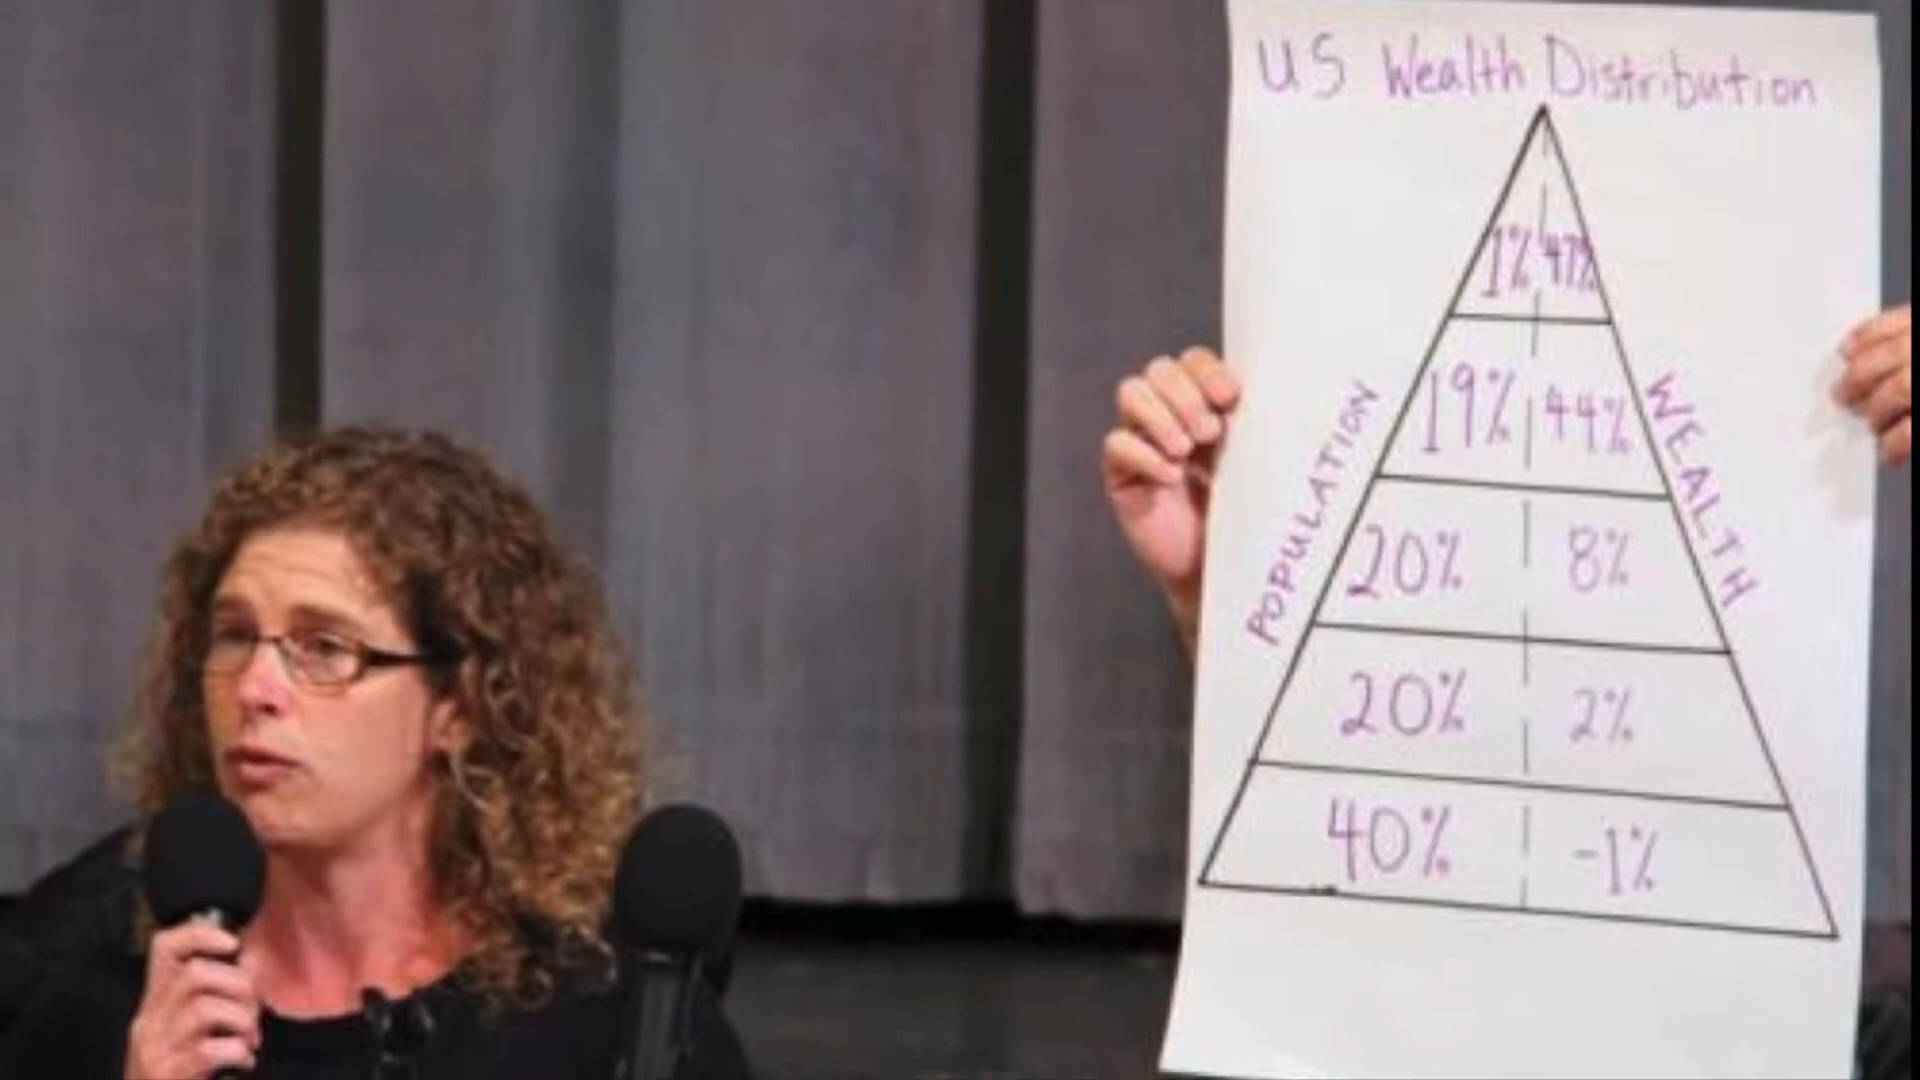 US Wealth Distribution
1% 47%
19% 44%
POPULATION
WEALTH
20% 8%
20% 2%
40% -1%